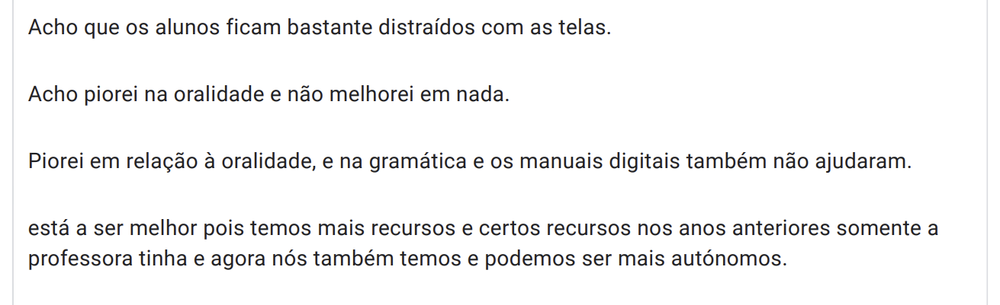 Acho que os alunos ficam bastante distraídos com as telas.
Acho piorei na oralidade e não melhorei em nada.
Piorei em relação à oralidade, e na gramática e os manuais digitais também não ajudaram.
está a ser melhor pois temos mais recursos e certos recursos nos anos anteriores somente a
professora tinha e agora nós também temos e podemos ser mais autónomos.